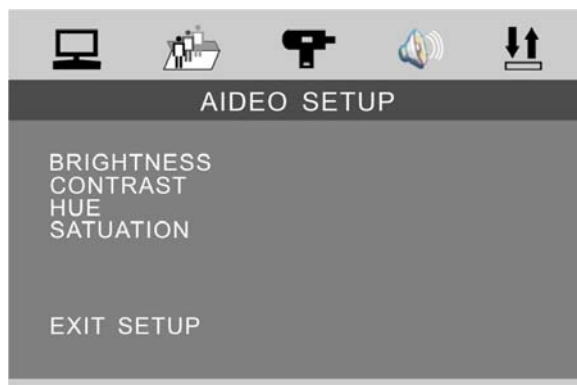 AIDEO SETUP
BRIGHTNESS
CONTRAST
HUE
SATUATION
EXIT SETUP